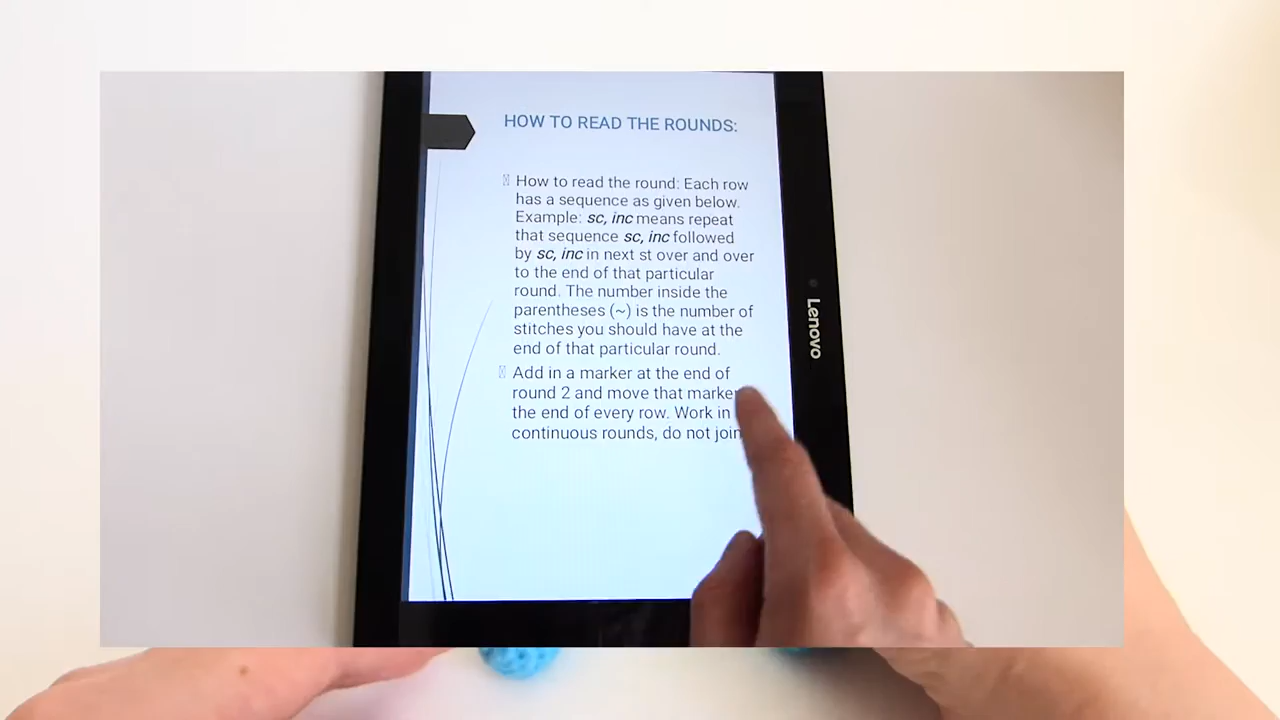 HOW TO READ THE ROUNDS:
How to read the round: Each row
has a sequence as given below.
Example: sc, inc means repeat
that sequence sc, inc followed
by sc, inc in next st over and over
to the end of that particular
round. The number inside the
parentheses (~) is the number of
stitches you should have at the
end of that particular round.
Add in a marker at the end of
round 2 and move that marke
the end of every row. Work in
continuous rounds, do not join
Lenovo